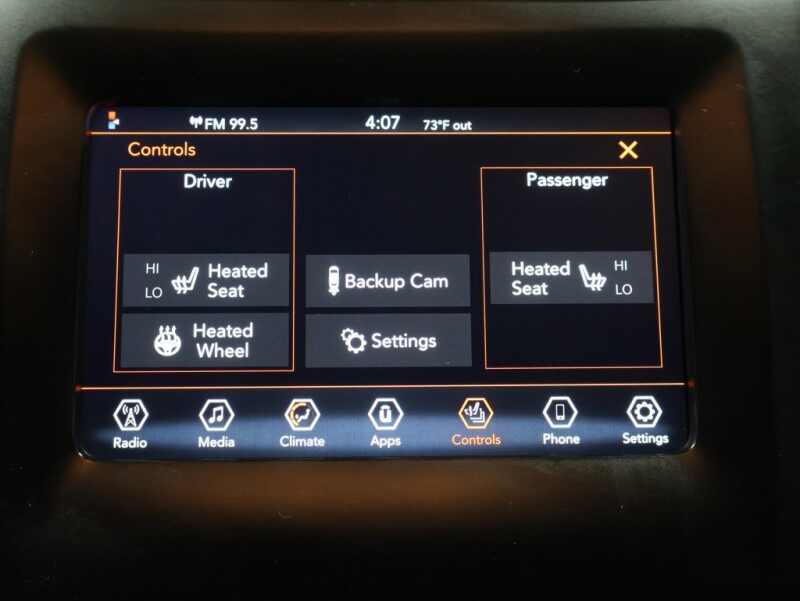 FM 99.5 4:07 73°F out
Controls
Driver
Passenger
HI
LO
Heated
Seat
Backup Cam
Heated
Seat
HI
LO
Heated
Wheel
Settings
Radio Media Climate Apps Controls Phone Settings